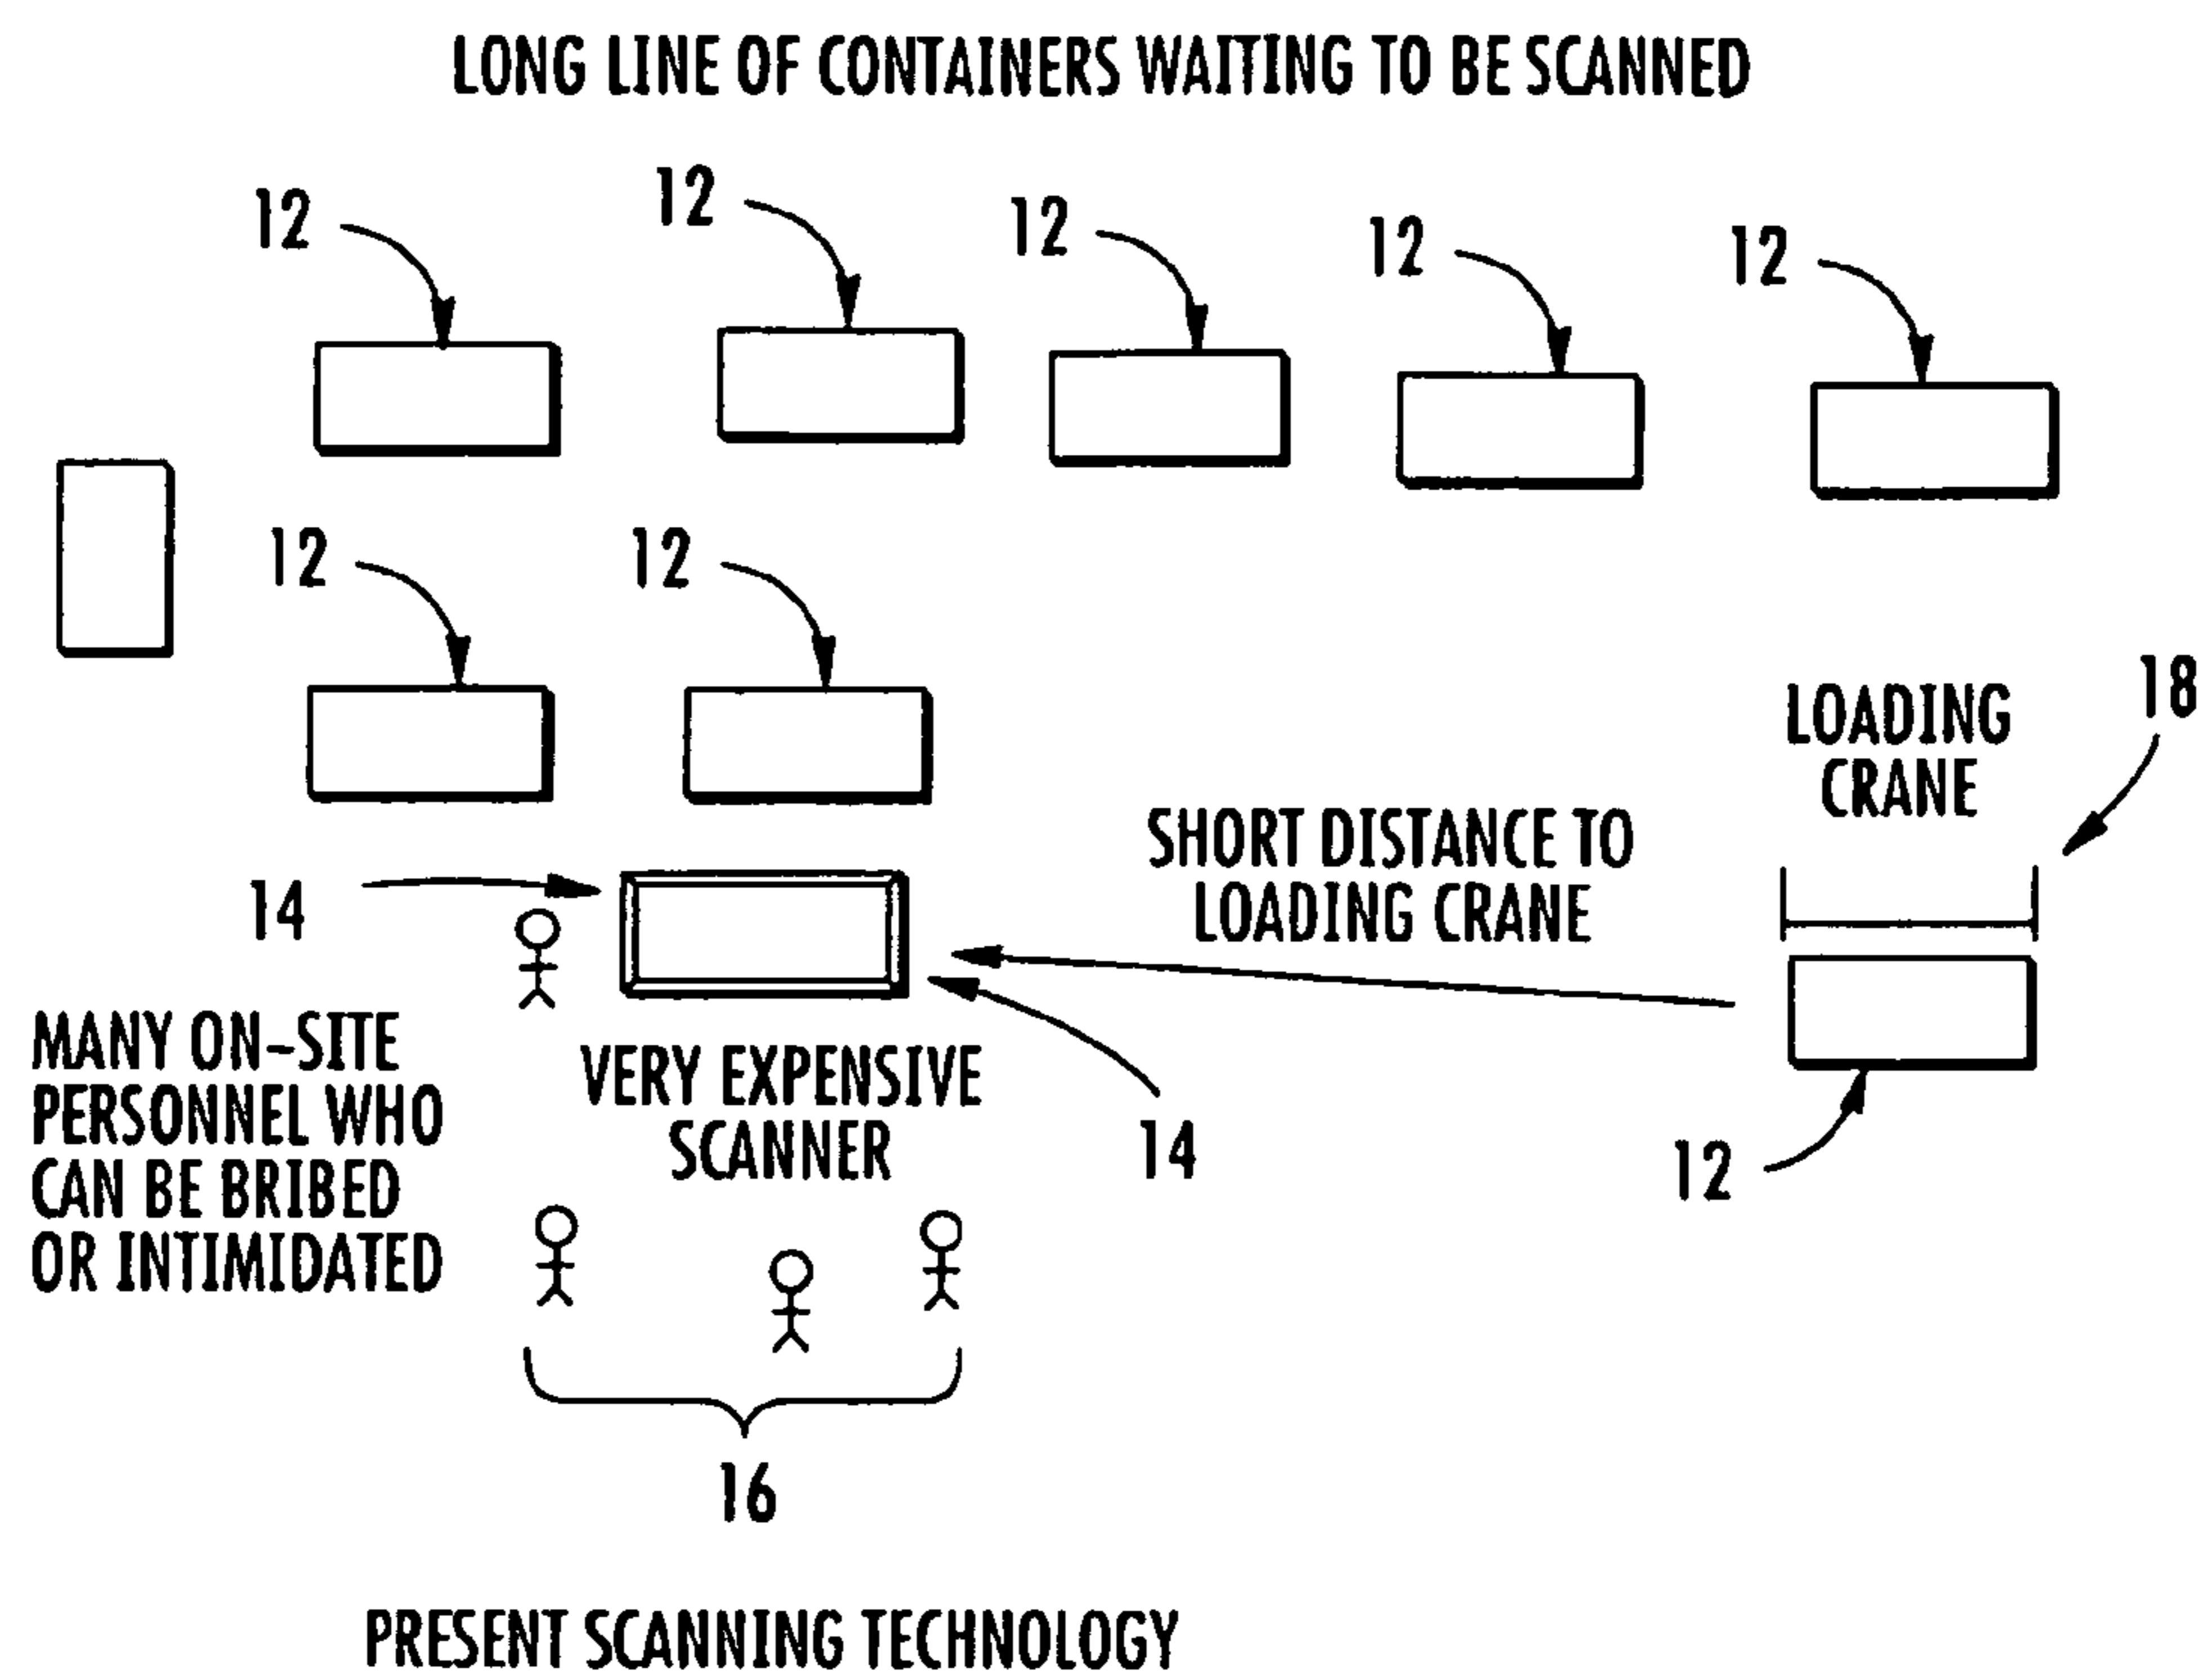 LONG LINE OF CONTAINERS WAITING TO BE SCANNED
12
12
12
12
12
12
12
18
LOADING
CRANE
SHORT DISTANCE TO
LOADING CRANE
14
MANY ON-SITE
PERSONNEL WHO
CAN BE BRIBED
OR INTIMIDATED
VERY EXPENSIVE
SCANNER
14
12
16
PRESENT SCANNING TECHNOLOGY